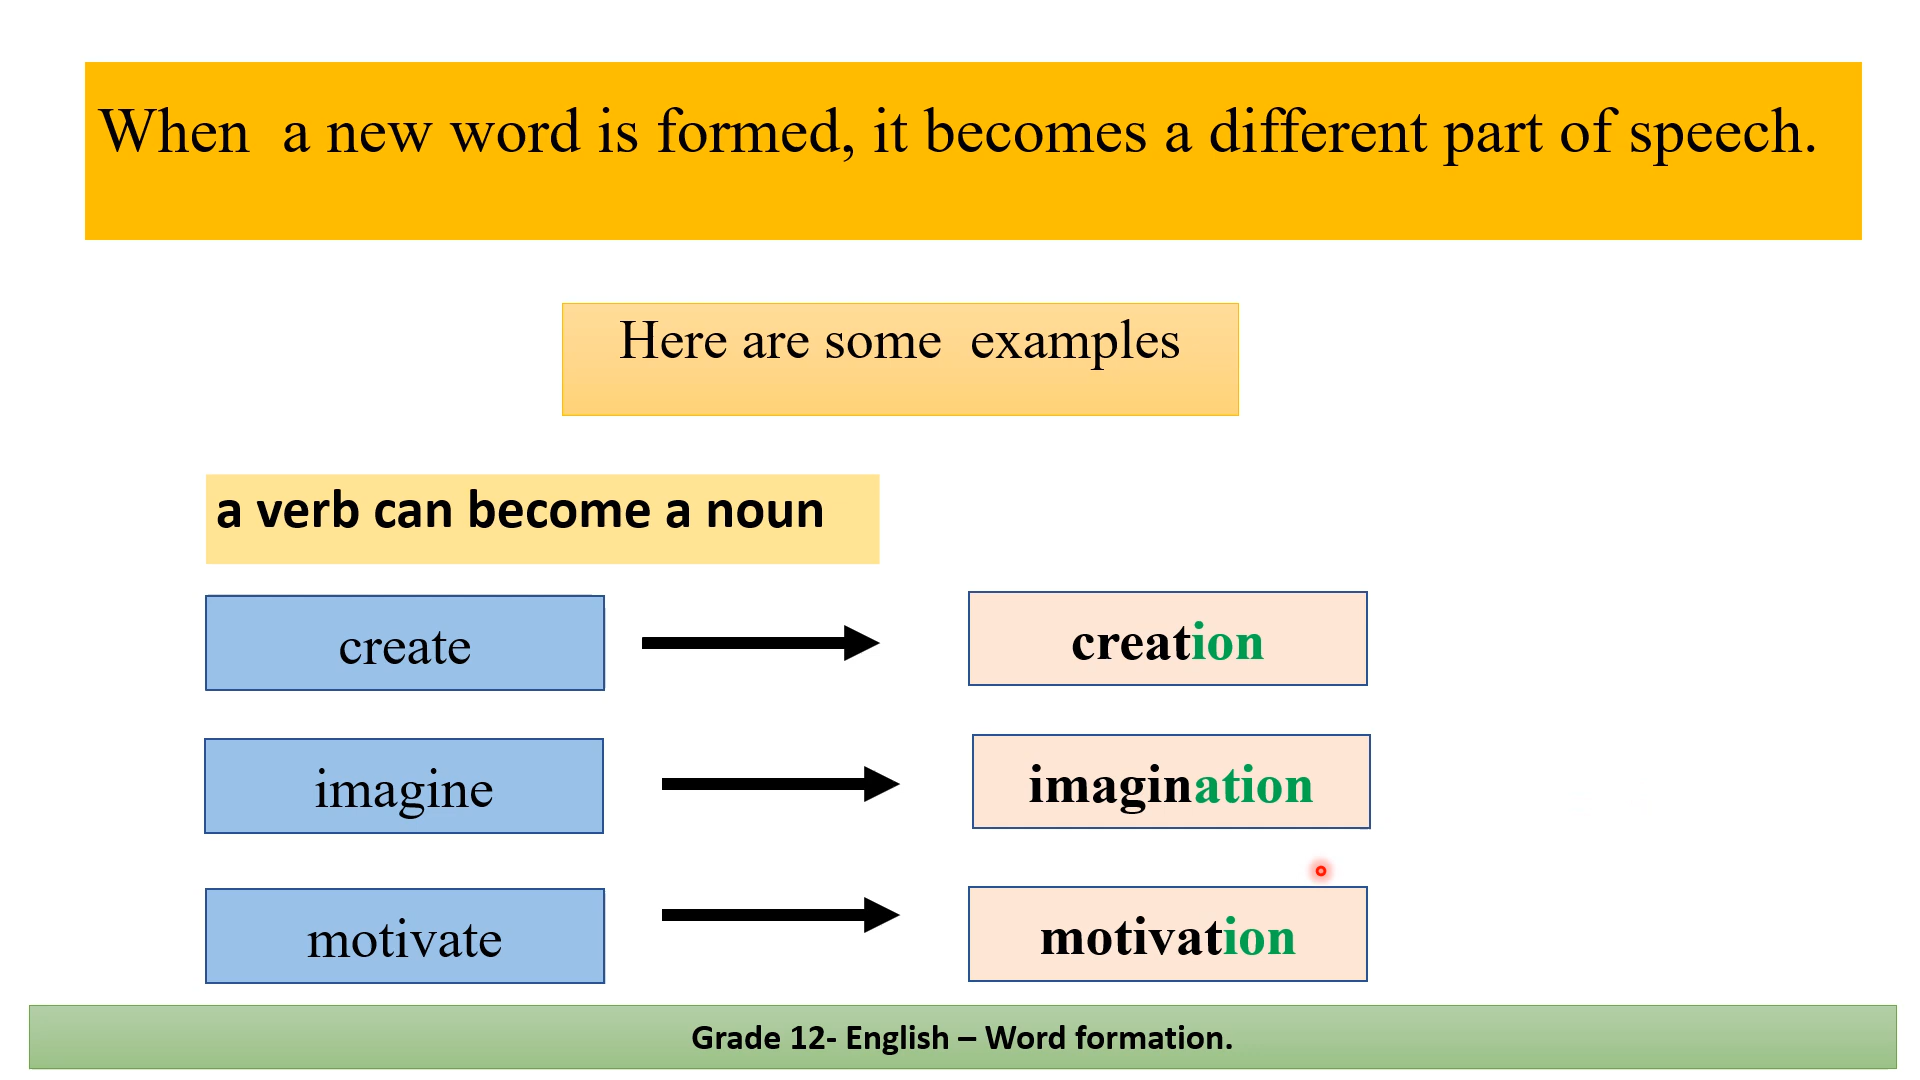 When a new word is formed, it becomes a different part of speech.
Here are some examples
a verb can become a noun
create
creation
imagine
imagination
motivate
motivation
Grade 12- English – Word formation.